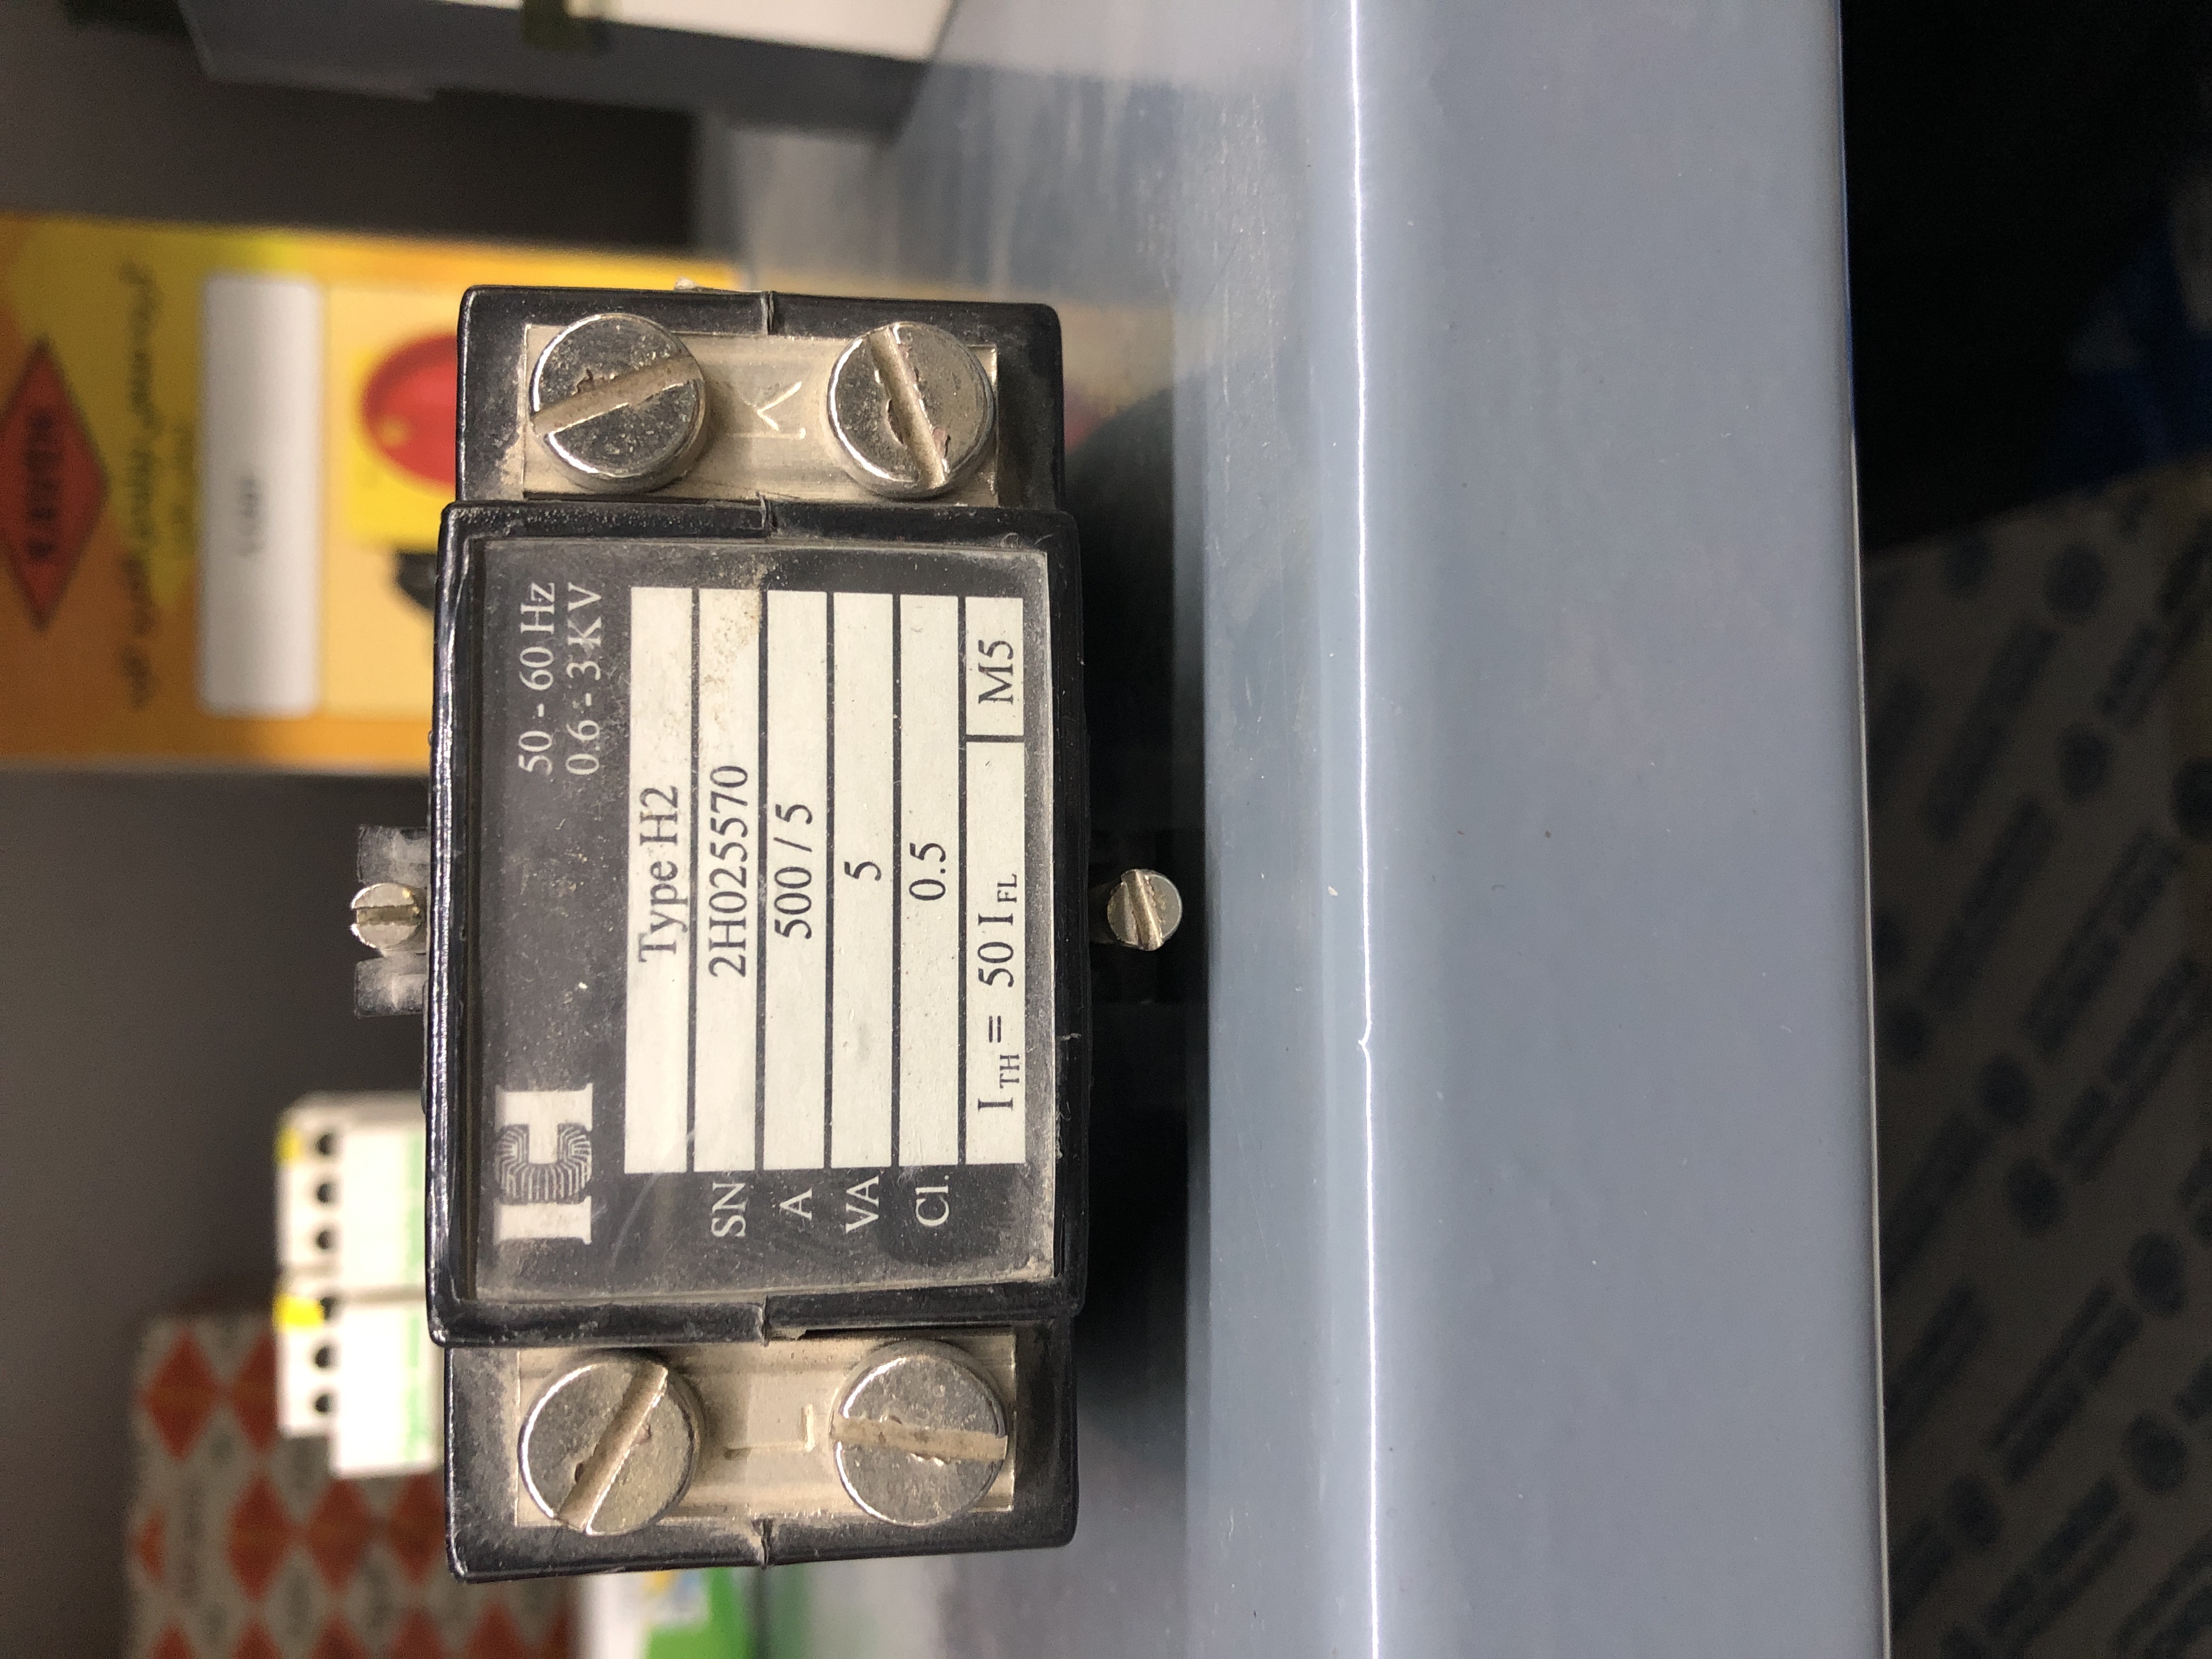 50 - 60 Hz
0.6 - 3 KV
Type H2
SN 2H025570
A 500 / 5
VA 5
Cl. 0.5
I TH = 50 I FL M5
K
L